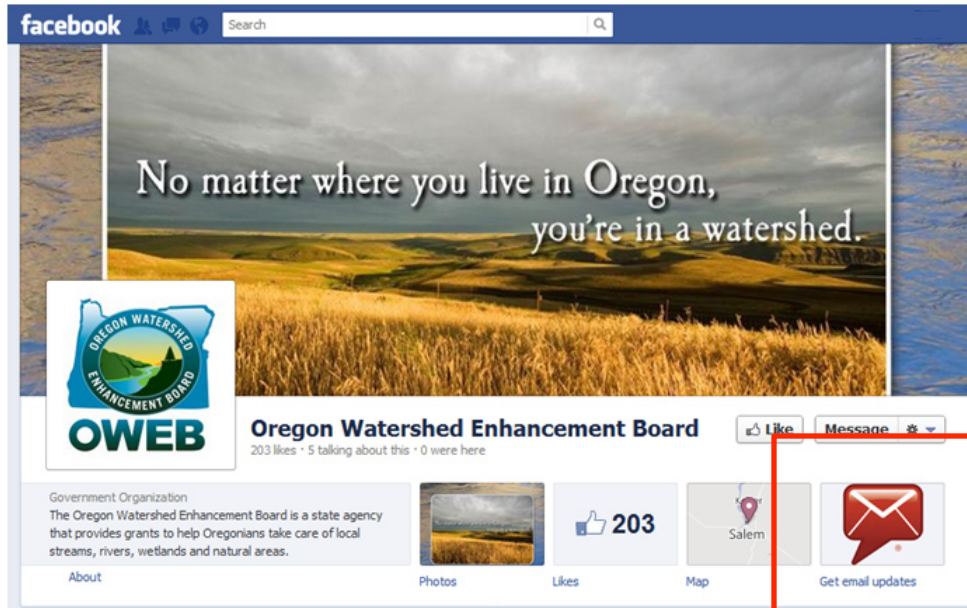 facebook
Search
No matter where you live in Oregon,
you're in a watershed.
OREGON WATERSHED
ENHANCEMENT BOARD
OWEB
Oregon Watershed Enhancement Board
203 likes · 5 talking about this · 0 were here
Like
Message
Government Organization
The Oregon Watershed Enhancement Board is a state agency
that provides grants to help Oregonians take care of local
streams, rivers, wetlands and natural areas.
About
203
Salem
Photos
Likes
Map
Get email updates